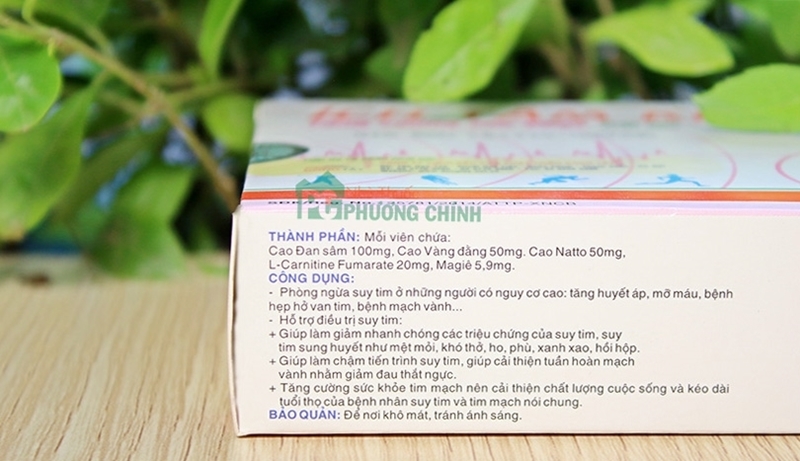 PHƯƠNG CHINH
THÀNH PHẦN: Mỗi viên chứa:
Cao Đan sâm 100mg, Cao Vàng đằng 50mg. Cao Natto 50mg,
L-Carnitine Fumarate 20mg, Magiê 5,9mg.
CÔNG DỤNG:
- Phòng ngừa suy tim ở những người có nguy cơ cao: tăng huyết áp, mỡ máu, bệnh
hẹp hở van tim, bệnh mạch vành...
- Hỗ trợ điều trị suy tim:
+ Giúp làm giảm nhanh chóng các triệu chứng của suy tim, suy
tim sung huyết như mệt mỏi, khó thở, ho, phù, xanh xao, hồi hộp.
+ Giúp làm chậm tiến trình suy tim, giúp cải thiện tuần hoàn mạch
vành nhằm giảm đau thắt ngực.
+ Tăng cường sức khỏe tim mạch nên cải thiện chất lượng cuộc sống và kéo dài
tuổi thọ của bệnh nhân suy tim và tim mạch nói chung.
BẢO QUẢN: Để nơi khô mát, tránh ánh sáng.